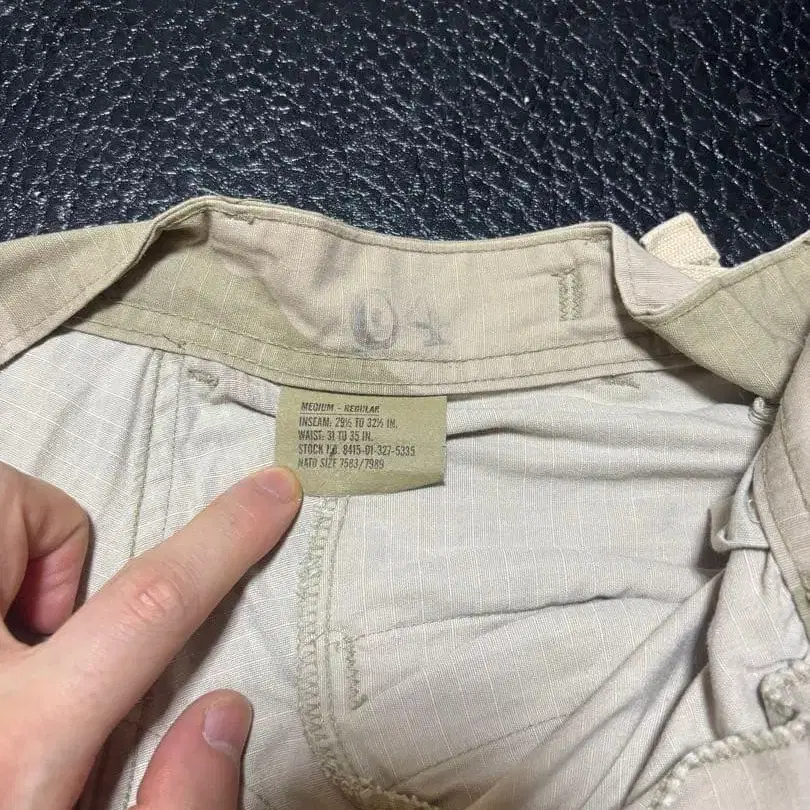 04
MEDIUM - REGULAR
INSEAM: 29½ TO 32½ IN.
WAIST: 31 TO 35 IN.
STOCK NO. 8415-01-327-5335
NATO SIZE 7583/7989